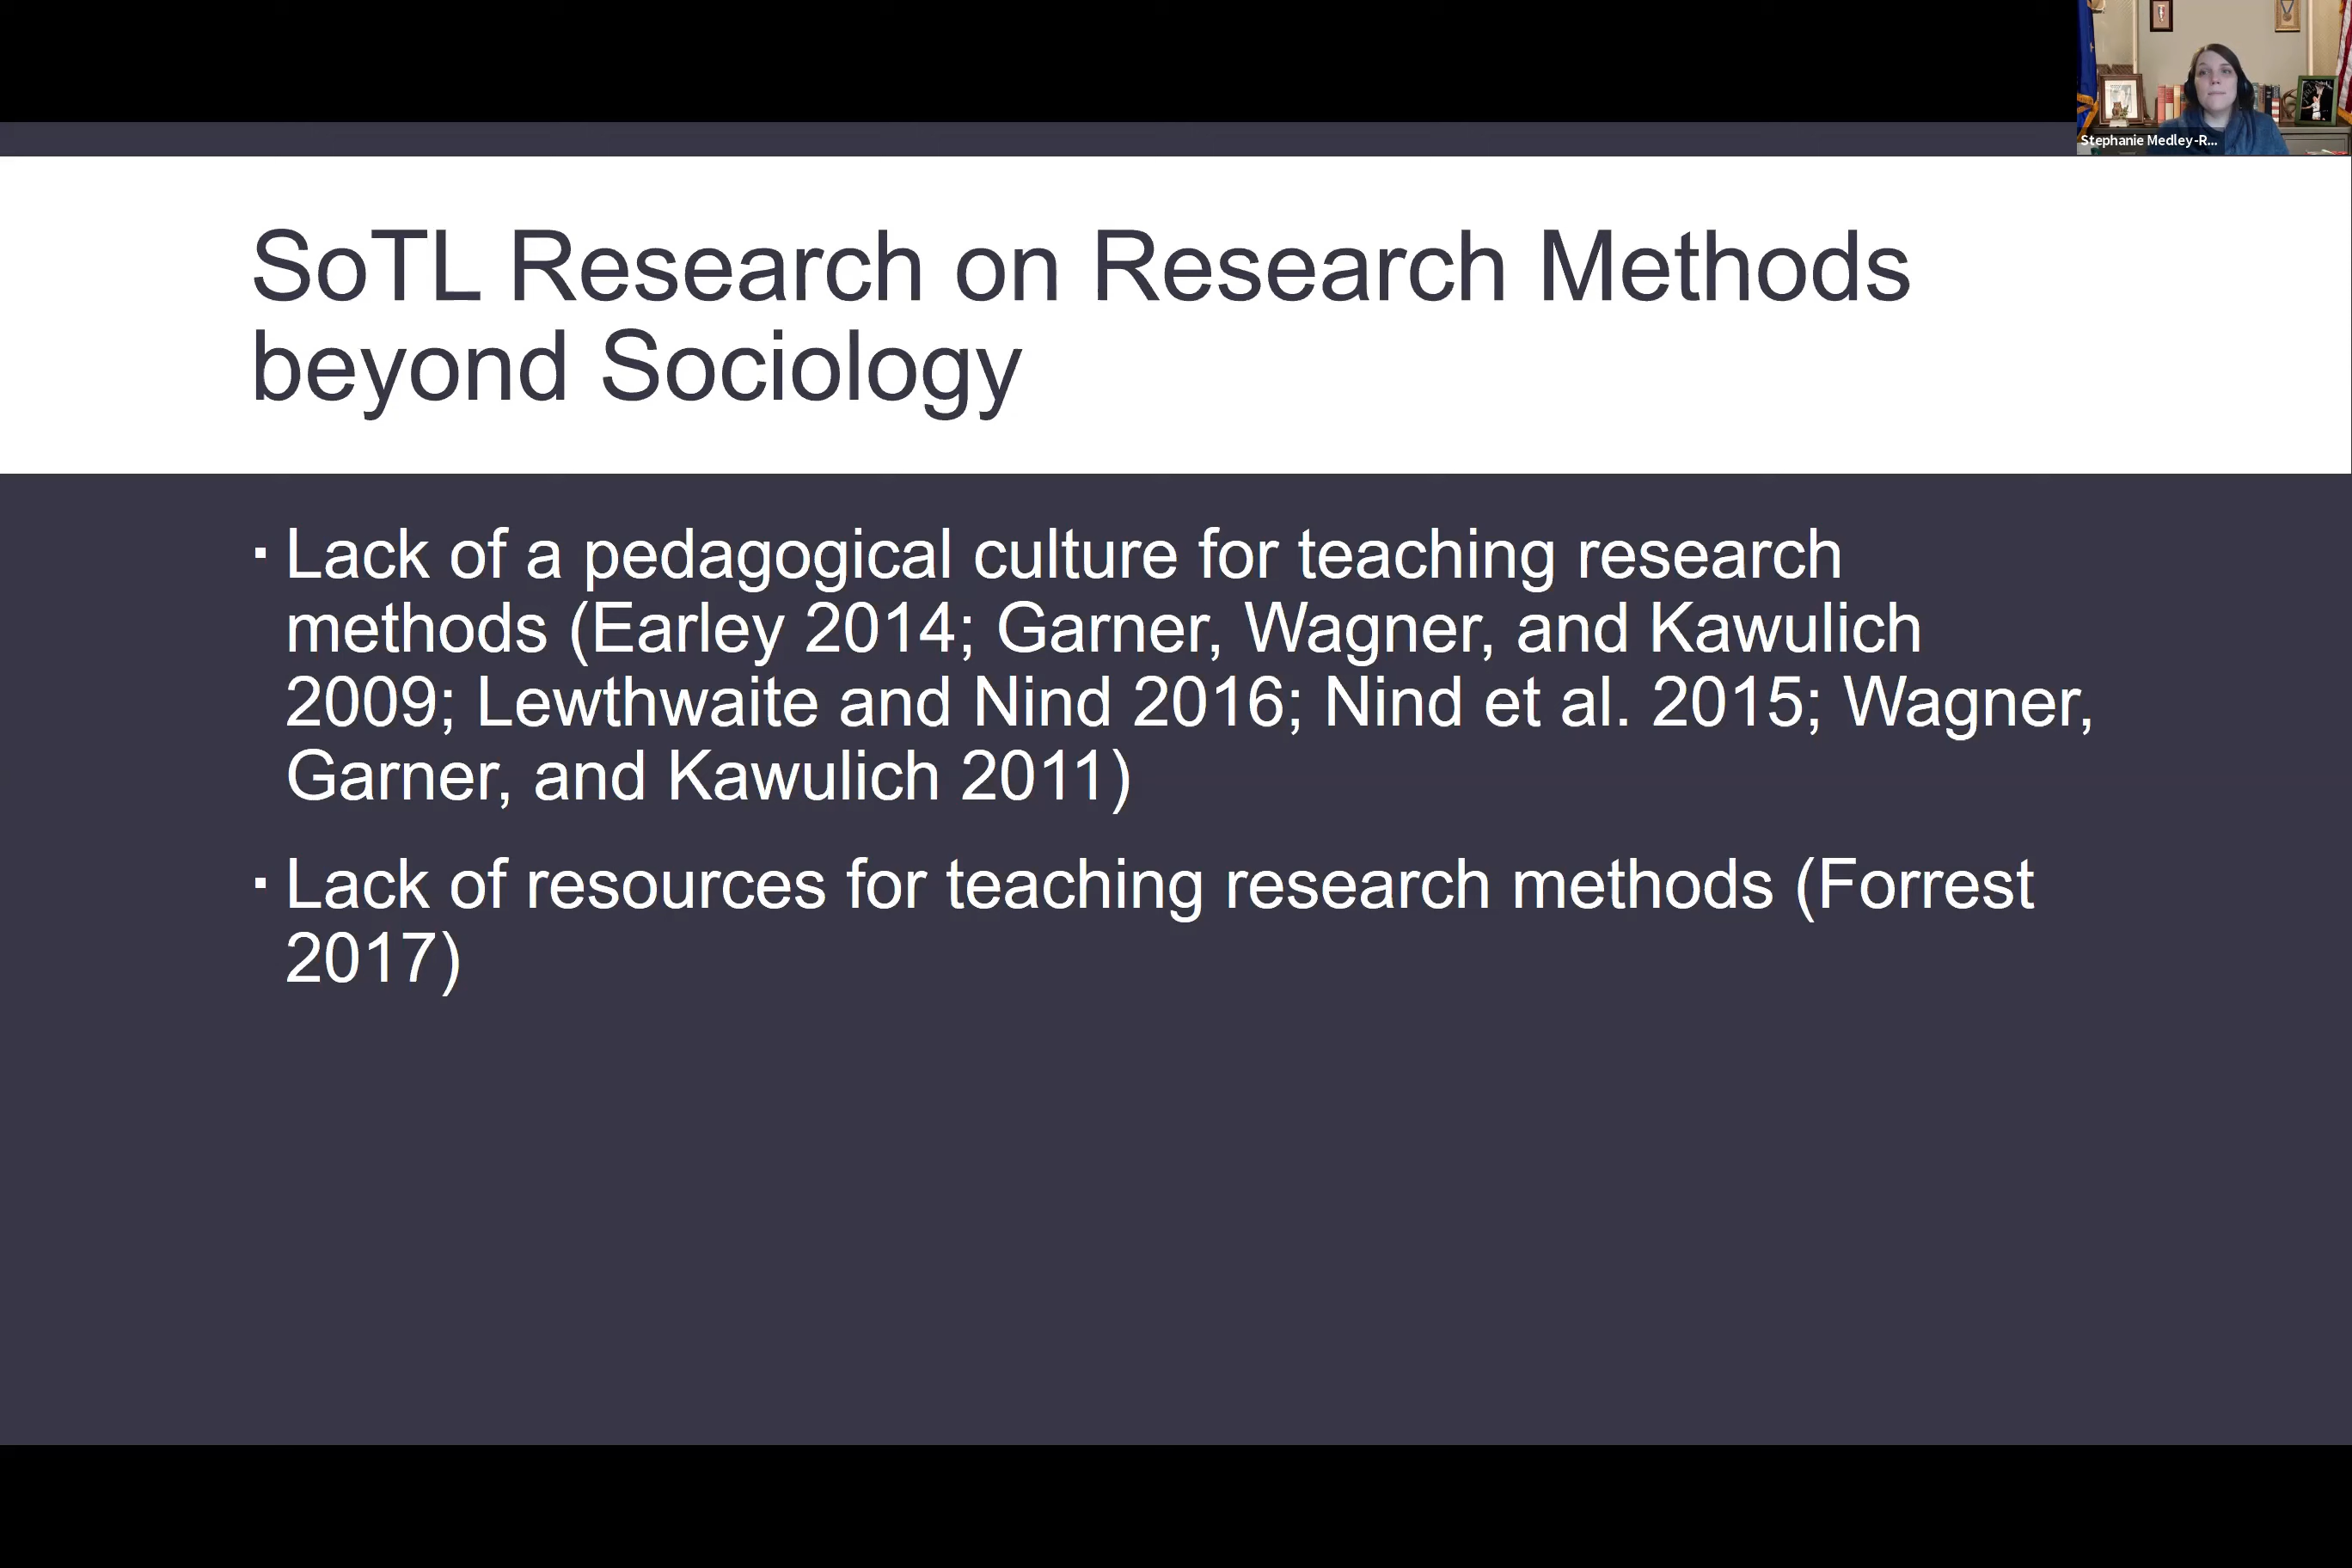 Stephanie Medley-R...
SoTL Research on Research Methods
beyond Sociology
▪ Lack of a pedagogical culture for teaching research
methods (Earley 2014; Garner, Wagner, and Kawulich
2009; Lewthwaite and Nind 2016; Nind et al. 2015; Wagner,
Garner, and Kawulich 2011)
▪ Lack of resources for teaching research methods (Forrest
2017)